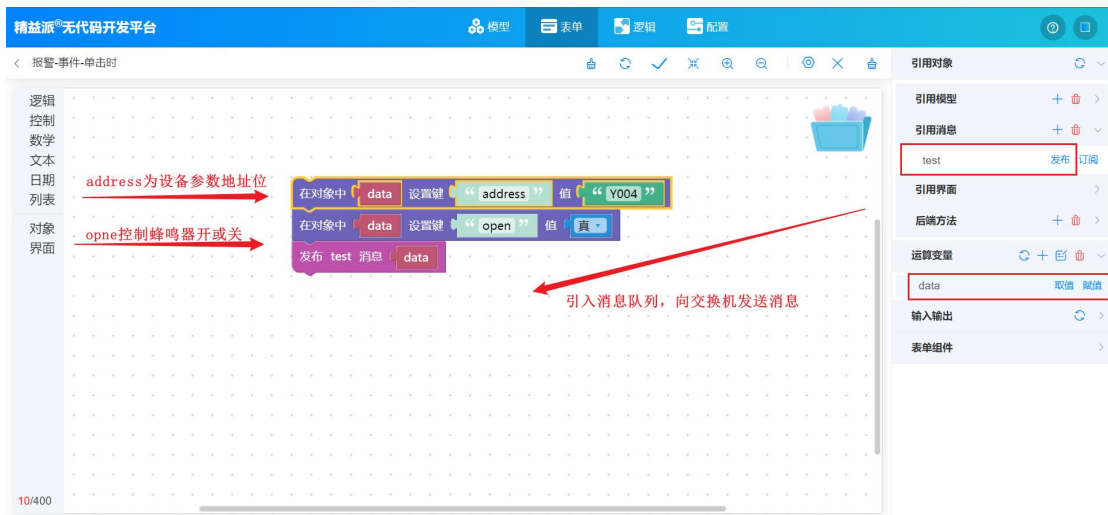 精益派®无代码开发平台 模型 表单 逻辑 配置
报警-事件-单击时
引用对象
逻辑
控制
数学
文本
日期
列表
对象
界面
address为设备参数地址位
opne控制蜂鸣器开或关
在对象中 data 设置键 “ address ” 值 “ Y004 ”
在对象中 data 设置键 “ open ” 值 真
发布 test 消息 data
引入消息队列，向交换机发送消息
引用模型
引用消息
test 发布 订阅
引用界面
后端方法
运算变量
data 取值 赋值
输入输出
表单组件
10/400